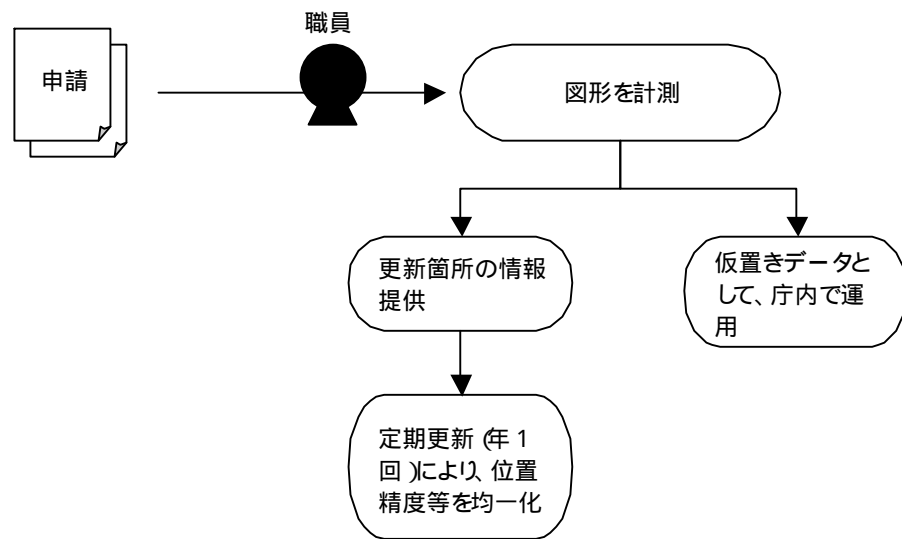 職員
申請
図形を計測
更新箇所の情報
提供
仮置きデータと
して、庁内で運
用
定期更新(年1
回)により、位置
精度等を均一化